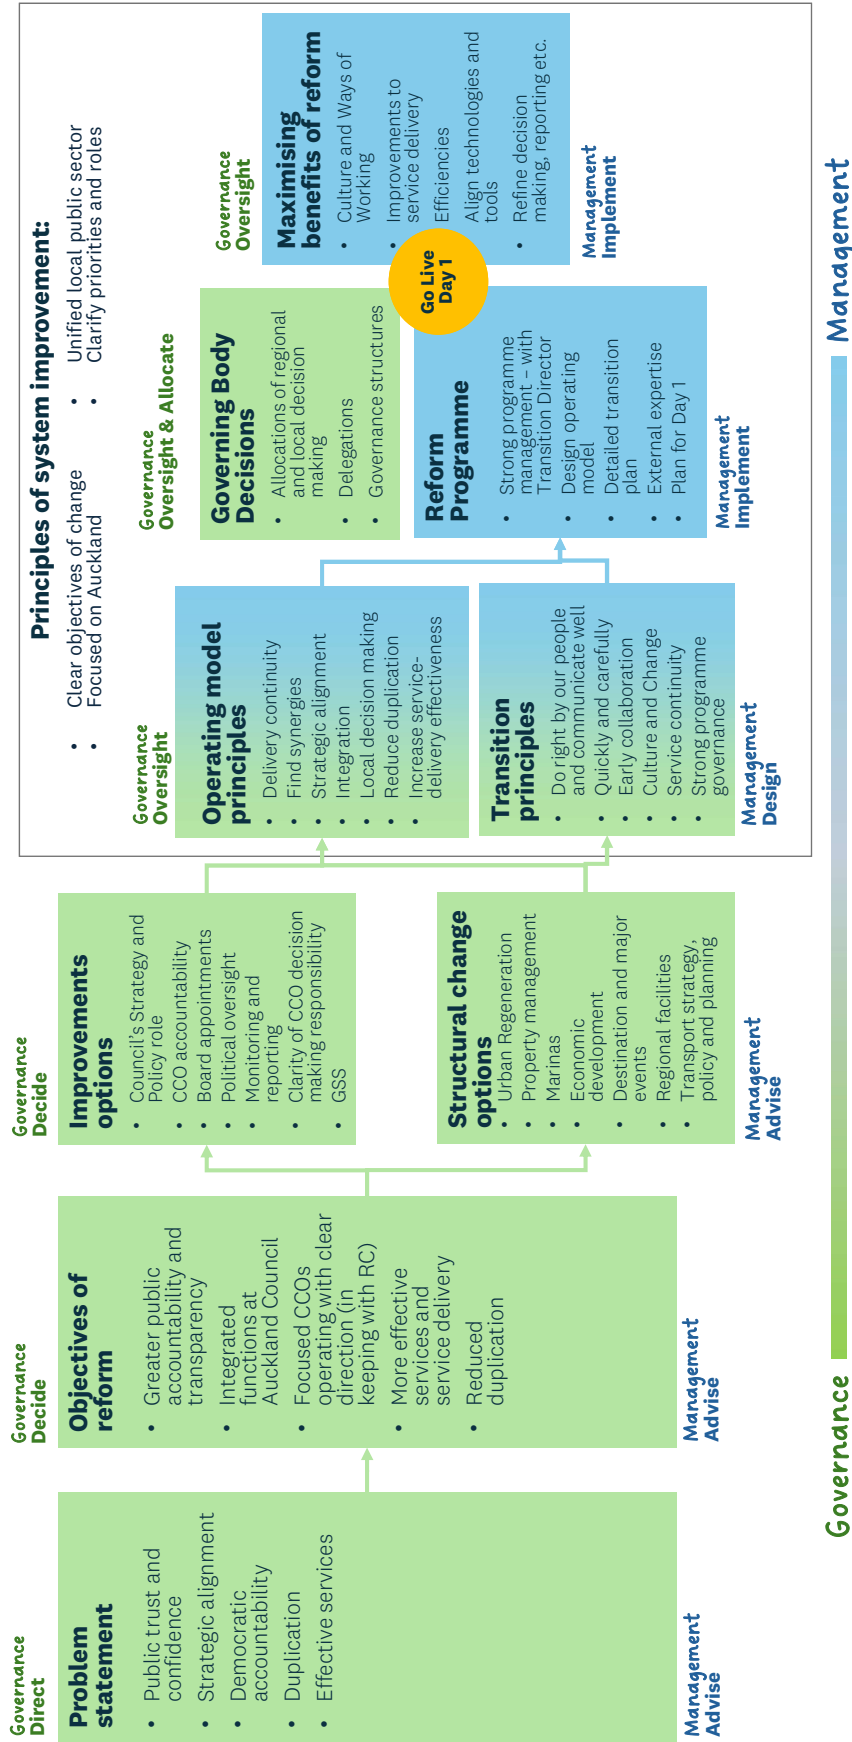 Governance
Direct
Problem
statement
• Public trust and
confidence
• Strategic alignment
• Democratic
accountability
• Duplication
• Effective services
Management
Advise
Governance
Decide
Objectives of
reform
• Greater public
accountability and
transparency
• Integrated
functions at
Auckland Council
• Focused CCOs
operating with clear
direction (in
keeping with RC)
• More effective
services and
service delivery
• Reduced
duplication
Management
Advise
Governance
Decide
Improvements
options
• Council's Strategy and
Policy role
• CCO accountability
• Board appointments
• Political oversight
• Monitoring and
reporting
• Clarity of CCO decision
making responsibility
• GSS
Structural change
options
• Urban Regeneration
• Property management
• Marinas
• Economic
development
• Destination and major
events
• Regional facilities
• Transport strategy,
policy and planning
Management
Advise
Principles of system improvement:
• Clear objectives of change
• Focused on Auckland
• Unified local public sector
• Clarify priorities and roles
Governance
Oversight
Operating model
principles
• Delivery continuity
• Find synergies
• Strategic alignment
• Integration
• Local decision making
• Reduce duplication
• Increase service-
delivery effectiveness
Transition
principles
• Do right by our people
and communicate well
• Quickly and carefully
• Early collaboration
• Culture and Change
• Service continuity
• Strong programme
governance
Management
Design
Governance
Oversight & Allocate
Governing Body
Decisions
• Allocations of regional
and local decision
making
• Delegations
• Governance structures
Reform
Programme
• Strong programme
management – with
Transition Director
• Design operating
model
• Detailed transition
plan
• External expertise
• Plan for Day 1
Management
Implement
Go Live
Day 1
Governance
Oversight
Maximising
benefits of reform
• Culture and Ways of
Working
• Improvements to
service delivery
Efficiencies
Align technologies and
tools
• Refine decision
making, reporting etc.
Management
Implement
Governance
Management